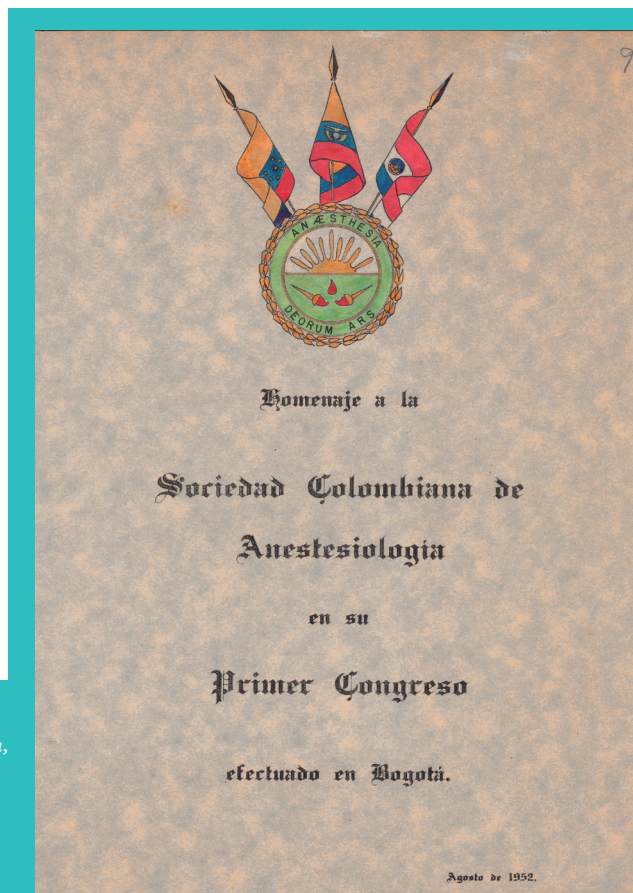 9
ANÆSTHESIA
DEORUM ARS
Homenaje a la
Sociedad Colombiana de
Anestesiologia
en su
Primer Congreso
efectuado en Bogotá.
Agosto de 1952.